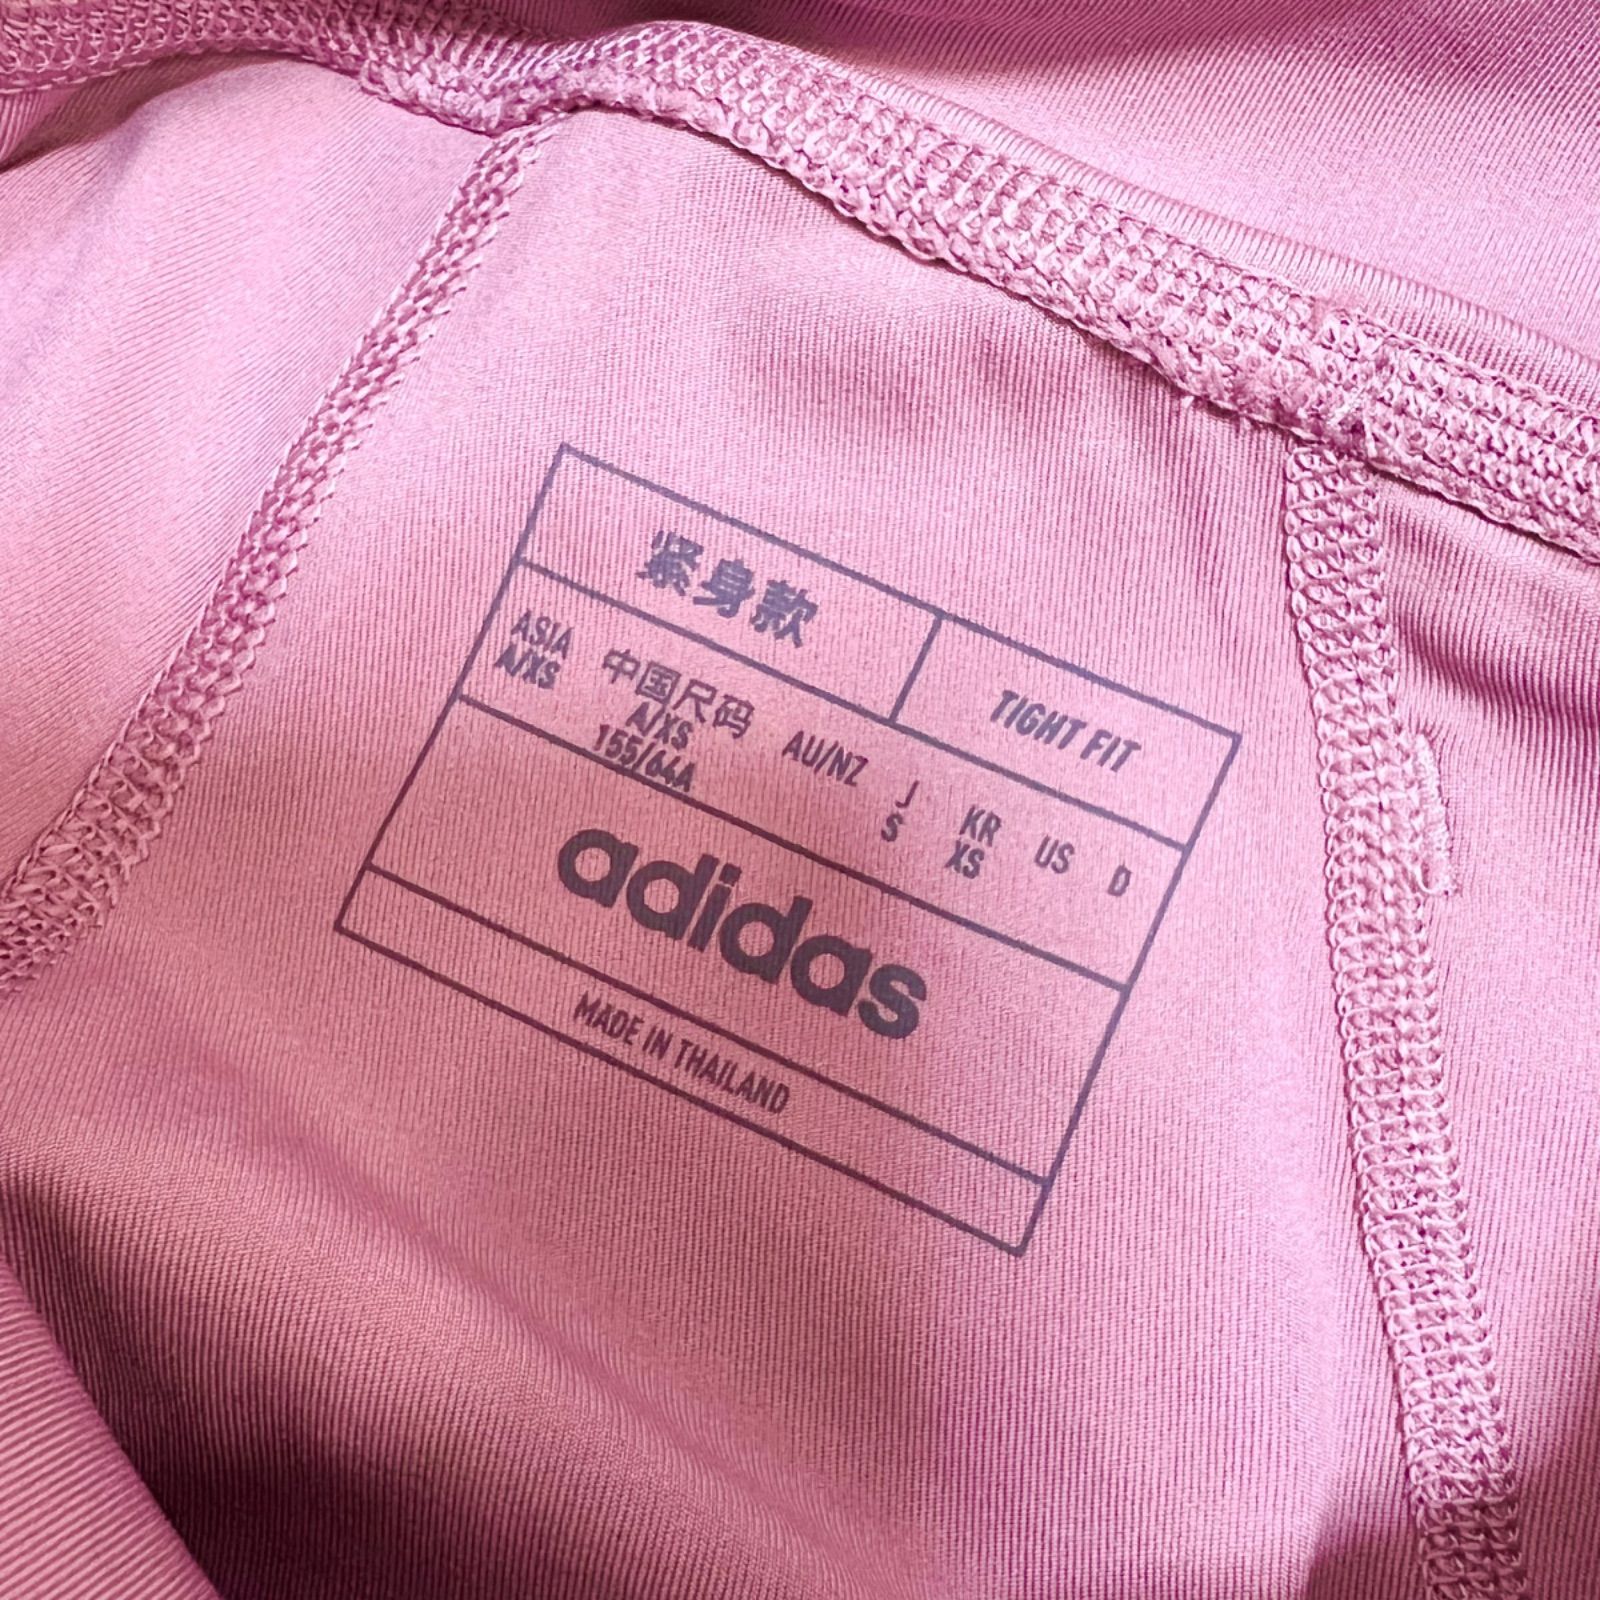 紧身款 TIGHT FIT
ASIA 中国尺码 AU/NZ J KR US D
A/XS A/XS S XS
155/64A
adidas
MADE IN THAILAND